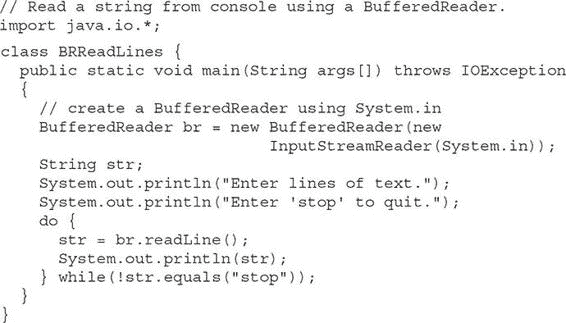 // Read a string from console using a BufferedReader.
import java.io.*;
class BRReadLines {
  public static void main(String args[]) throws IOException
  {
    // create a BufferedReader using System.in
    BufferedReader br = new BufferedReader(new
                            InputStreamReader(System.in));
    String str;
    System.out.println("Enter lines of text.");
    System.out.println("Enter 'stop' to quit.");
    do {
      str = br.readLine();
      System.out.println(str);
    } while(!str.equals("stop"));
  }
}